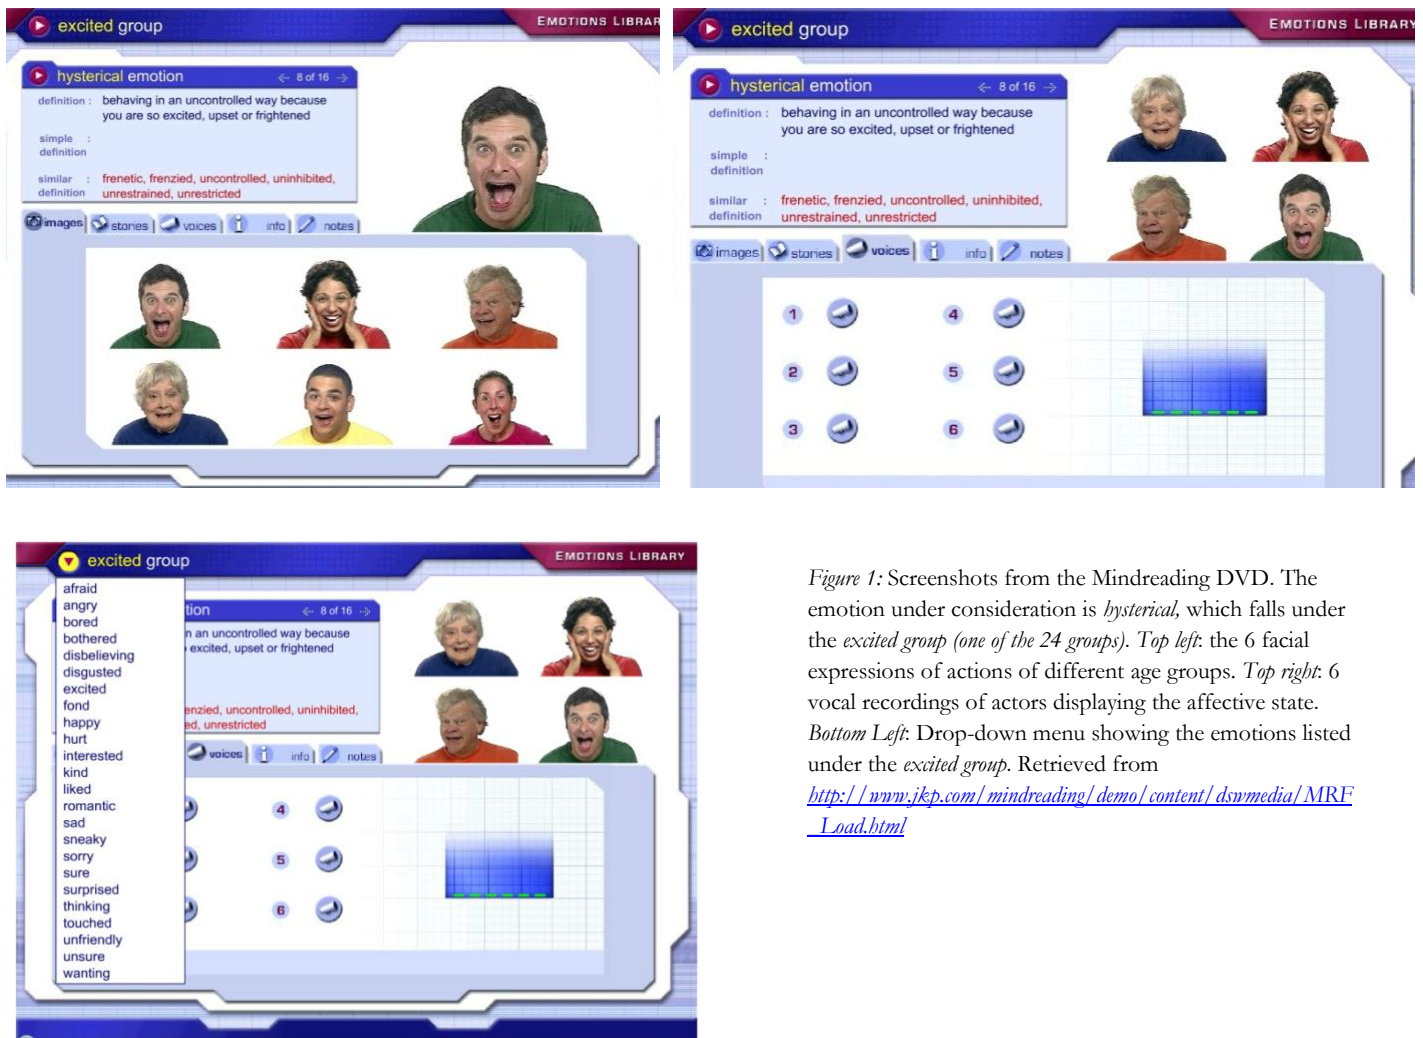 excited group
EMOTIONS LIBRAR
hysterical emotion
8 of 16
definition : behaving in an uncontrolled way because
you are so excited, upset or frightened
simple :
definition
similar : frenetic, frenzied, uncontrolled, uninhibited,
definition unrestrained, unrestricted
images stories voices info notes
excited group
EMOTIONS LIBRARY
hysterical emotion
8 of 16
definition : behaving in an uncontrolled way because
you are so excited, upset or frightened
simple :
definition
similar : frenetic, frenzied, uncontrolled, uninhibited,
definition unrestrained, unrestricted
images stories voices info notes
1 4
2 5
3 6
excited group
EMOTIONS LIBRARY
afraid
angry
bored
bothered
disbelieving
disgusted
excited
fond
happy
hurt
interested
kind
liked
romantic
sad
sneaky
sorry
sure
surprised
thinking
touched
unfriendly
unsure
wanting
tion
8 of 16
n an uncontrolled way because
excited, upset or frightened
enzied, uncontrolled, uninhibited,
ed, unrestricted
voices info notes
4
5
6
Figure 1: Screenshots from the Mindreading DVD. The
emotion under consideration is hysterical, which falls under
the excited group (one of the 24 groups). Top left: the 6 facial
expressions of actions of different age groups. Top right: 6
vocal recordings of actors displaying the affective state.
Bottom Left: Drop-down menu showing the emotions listed
under the excited group. Retrieved from
http://www.jkp.com/mindreading/demo/content/dswmedia/MRF
_Load.html